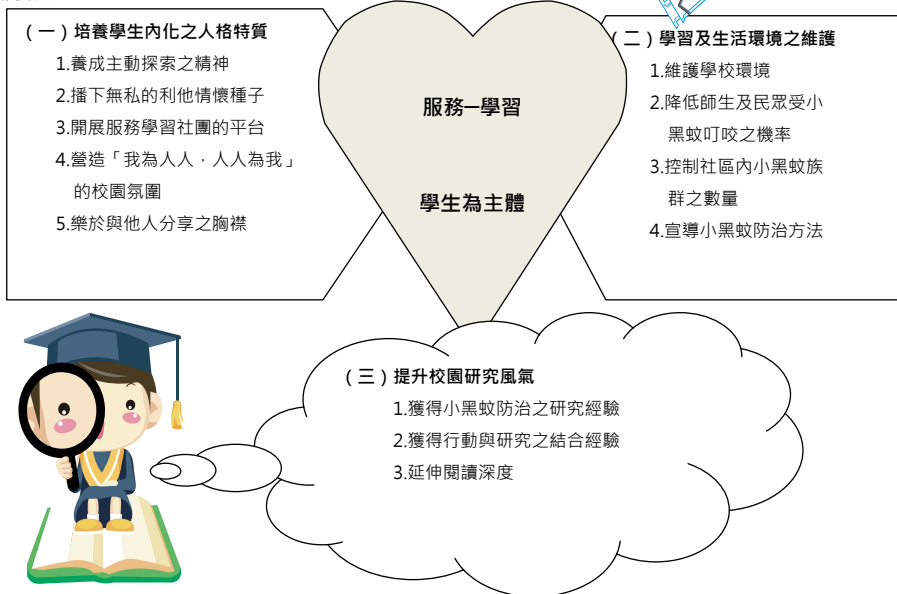 (一)培養學生內化之人格特質
1.養成主動探索之精神
2.播下無私的利他情懷種子
3.開展服務學習社團的平台
4.營造「我為人人,人人為我」
的校園氛圍
5.樂於與他人分享之胸襟
服務─學習
學生為主體
(二)學習及生活環境之維護
1.維護學校環境
2.降低師生及民眾受小
黑蚊叮咬之機率
3.控制社區內小黑蚊族
群之數量
4.宣導小黑蚊防治方法
(三)提升校園研究風氣
1.獲得小黑蚊防治之研究經驗
2.獲得行動與研究之結合經驗
3.延伸閱讀深度